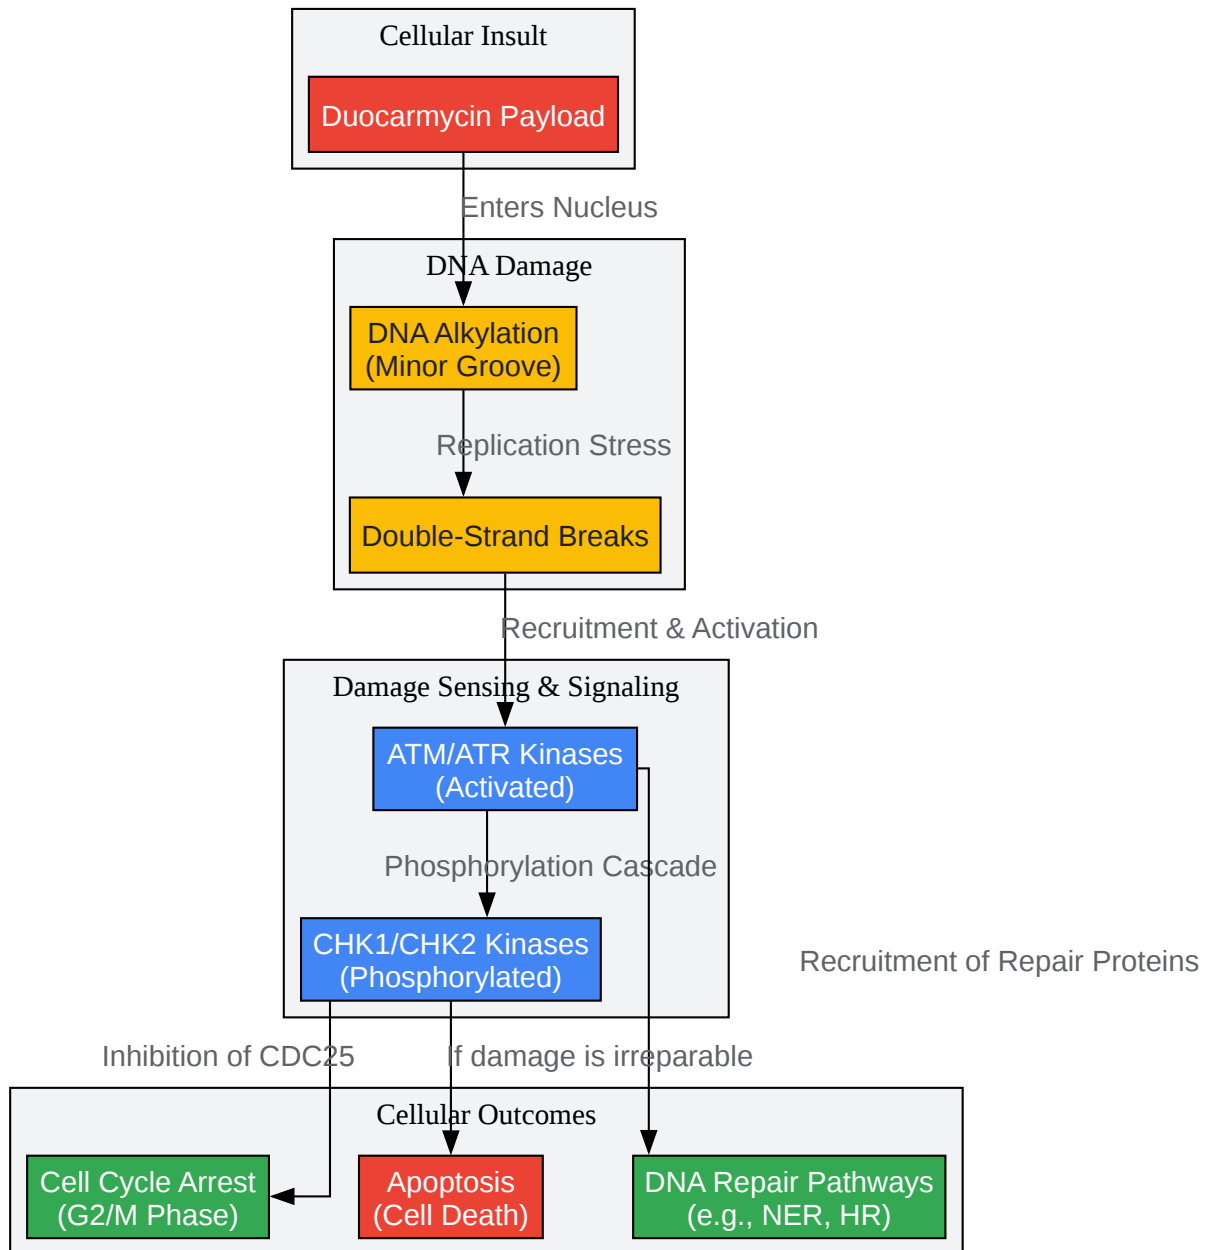 Cellular Insult
Duocarmycin Payload
Enters Nucleus
DNA Damage
DNA Alkylation
(Minor Groove)
Replication Stress
Double-Strand Breaks
Recruitment & Activation
Damage Sensing & Signaling
ATM/ATR Kinases
(Activated)
Phosphorylation Cascade
CHK1/CHK2 Kinases
(Phosphorylated)
Recruitment of Repair Proteins
Inhibition of CDC25
If damage is irreparable
Cellular Outcomes
Cell Cycle Arrest
(G2/M Phase)
Apoptosis
(Cell Death)
DNA Repair Pathways
(e.g., NER, HR)